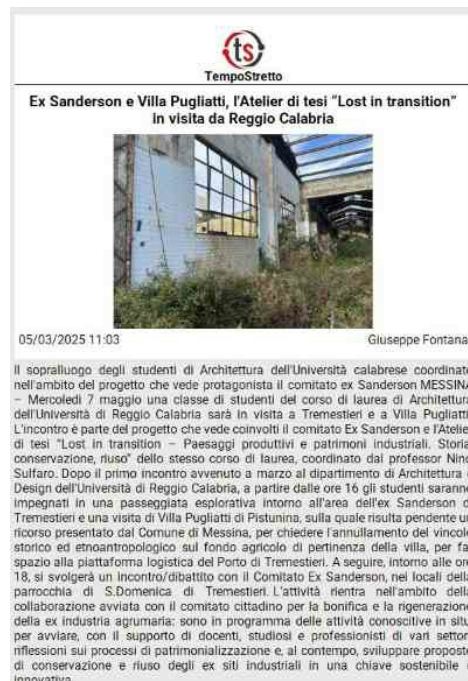 ts
TempoStretto
Ex Sanderson e Villa Pugliatti, l'Atelier di tesi "Lost in transition"
in visita da Reggio Calabria
05/03/2025 11:03
Giuseppe Fontana
Il sopralluogo degli studenti di Architettura dell'Università calabrese
nell'ambito del progetto che vede protagonista il comitato ex Sanderson MESSINA
– Mercoledì 7 maggio una classe di studenti del corso di laurea di Architettura
dell'Università di Reggio Calabria sarà in visita a Tremestieri e a Villa Pugliatti.
L'incontro è parte del progetto che vede coinvolti il comitato Ex Sanderson e l'Atelier
di tesi "Lost in transition – Paesaggi produttivi e patrimoni industriali. Storia,
conservazione, riuso" dello stesso corso di laurea, coordinato dal professor Nino
Sulfaro. Dopo il primo incontro avvenuto a marzo al dipartimento di Architettura
Design dell'Università di Reggio Calabria, a partire dalle ore 16 gli studenti saranno
impegnati in una passeggiata esplorativa intorno all'area dell'ex Sanderson
Tremestieri e una visita di Villa Pugliatti di Pistunina, sulla quale risulta pendente
ricorso presentato dal Comune di Messina, per chiedere l'annullamento del vincolo
storico ed etnoantropologico sul fondo agricolo di pertinenza della villa, per
spazio alla piattaforma logistica del Porto di Tremestieri. A seguire, intorno alle ore
18, si svolgerà un incontro/dibattito con il Comitato Ex Sanderson, nei locali della
parrocchia di S.Domenica di Tremestieri. L'attività rientra nell'ambito della
collaborazione avviata con il comitato cittadino per la bonifica e la rigenerazione
della ex industria agrumaria: sono in programma delle attività conoscitive in situ
per avviare, con il supporto di docenti, studiosi e professionisti di vari settori
riflessioni sui processi di patrimonializzazione e, al contempo, sviluppare proposte
di conservazione e riuso degli ex siti industriali in una chiave sostenibile
innovativa.